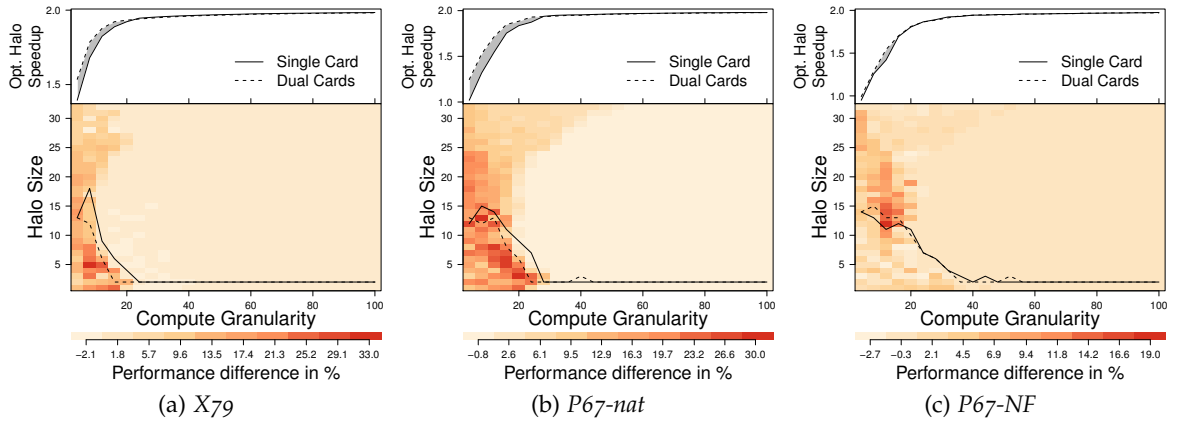 Opt. Halo
Speedup
2.0
1.5
Single Card
Dual Cards
Halo Size
30
25
20
15
10
5
20 40 60 80 100
Compute Granularity
−2.1 1.8 5.7 9.6 13.5 17.4 21.3 25.2 29.1 33.0
Performance difference in %
(a) X79
Opt. Halo
Speedup
2.0
1.5
1.0
Single Card
Dual Cards
Halo Size
30
25
20
15
10
5
20 40 60 80 100
Compute Granularity
−0.8 2.6 6.1 9.5 12.9 16.3 19.7 23.2 26.6 30.0
Performance difference in %
(b) P67-nat
Opt. Halo
Speedup
2.0
1.5
1.0
Single Card
Dual Cards
Halo Size
30
25
20
15
10
5
20 40 60 80 100
Compute Granularity
−2.7 −0.3 2.1 4.5 6.9 9.4 11.8 14.2 16.6 19.0
Performance difference in %
(c) P67-NF